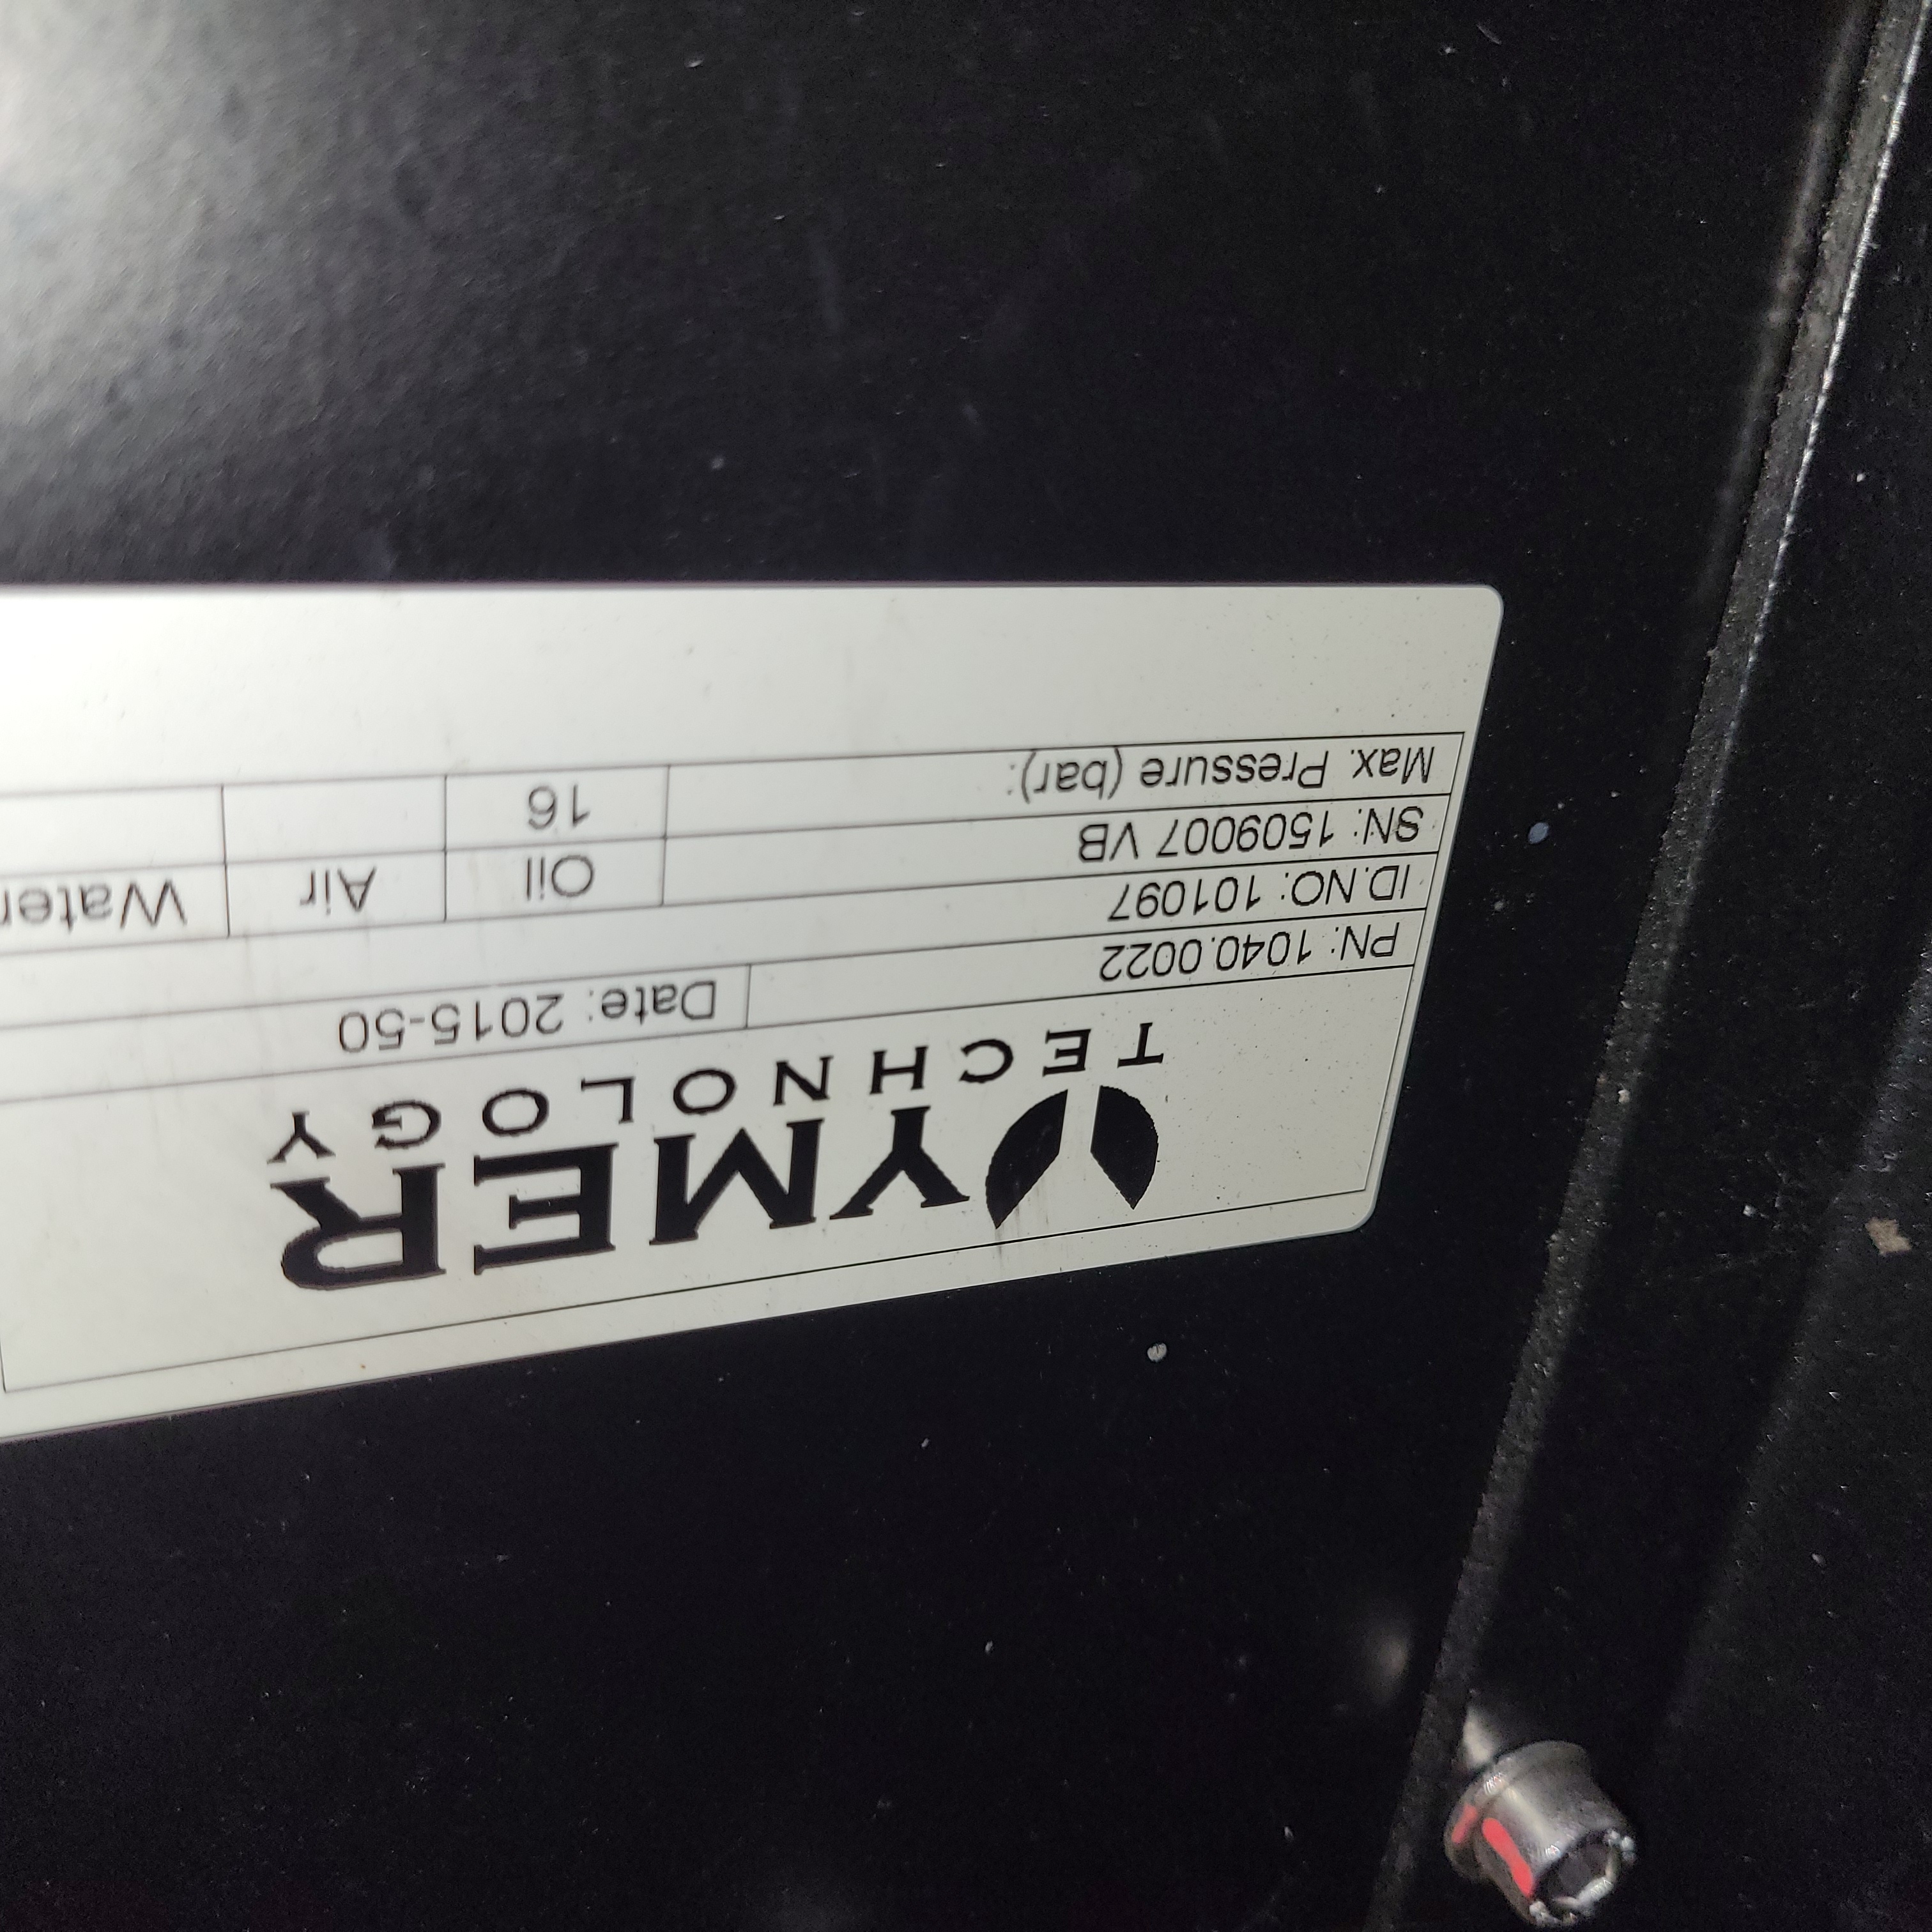 YMER
TECHNOLOGY
PN: 1040.0022 Date: 2015-50
ID.NO: 101097
SN: 1509007 VB Oil Air Water
Max. Pressure (bar): 16